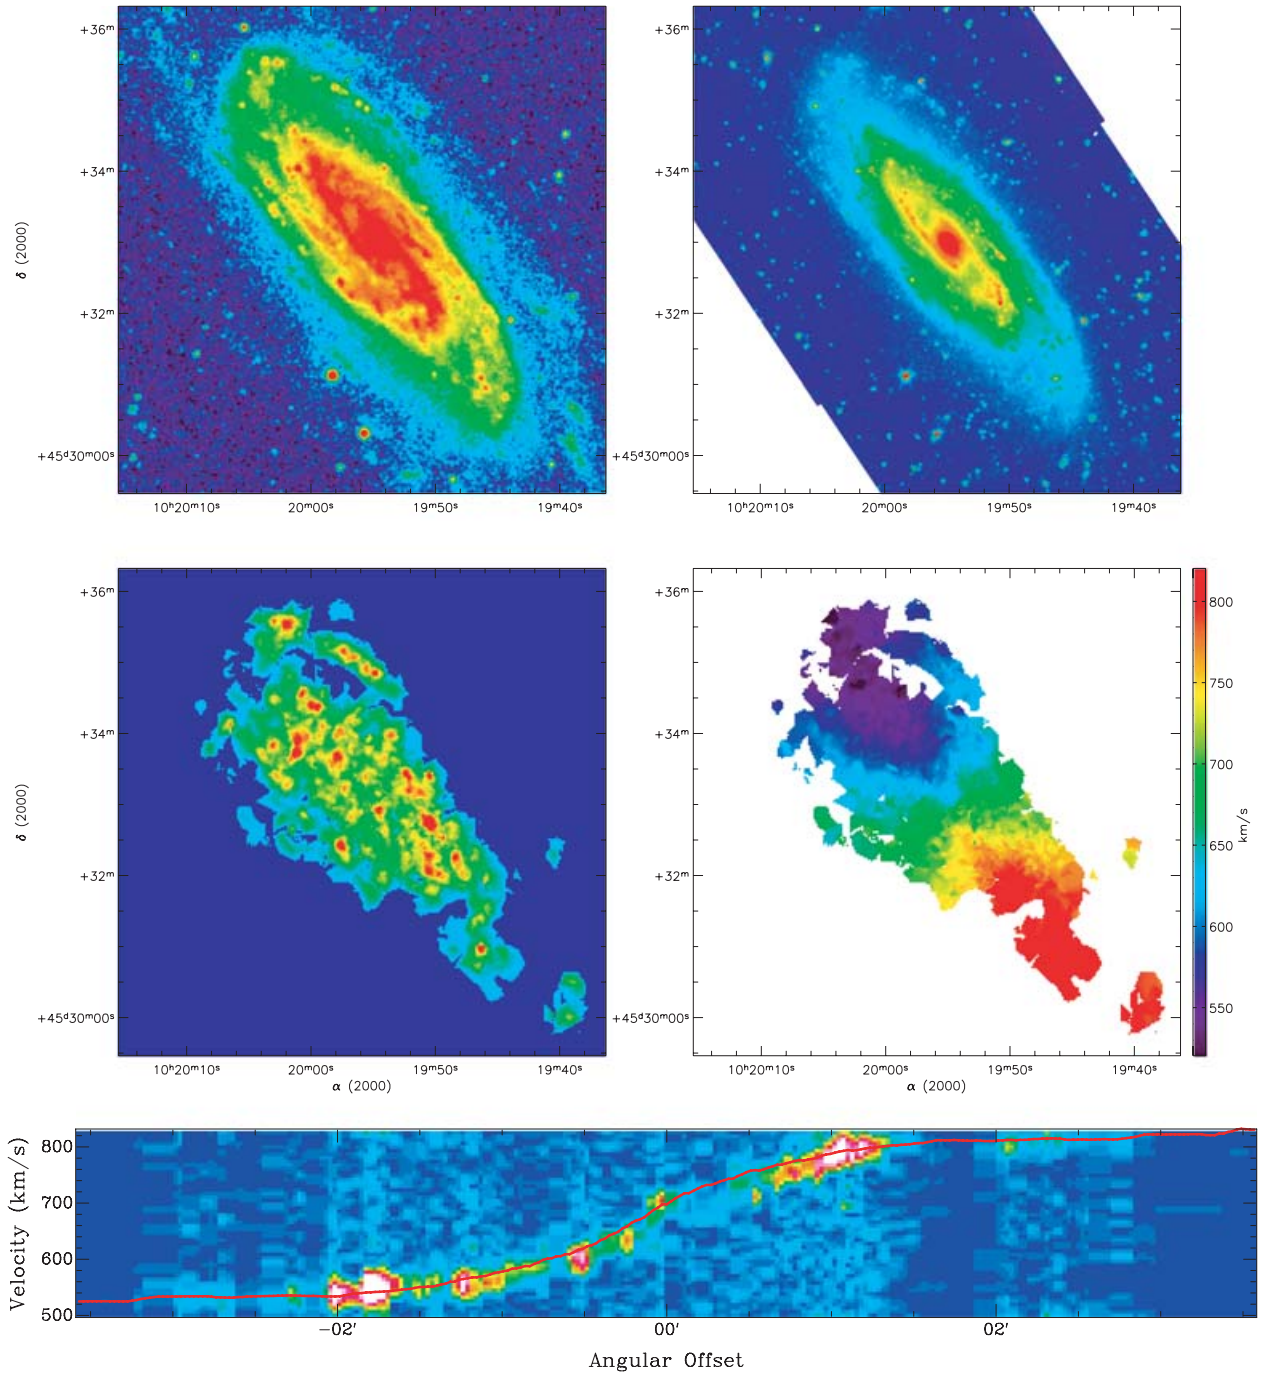 +36ᵐ
+34ᵐ
+32ᵐ
+45ᵈ30ᵐ00ˢ
δ (2000)
10ʰ20ᵐ10ˢ 20ᵐ00ˢ 19ᵐ50ˢ 19ᵐ40ˢ
+36ᵐ
+34ᵐ
+32ᵐ
+45ᵈ30ᵐ00ˢ
10ʰ20ᵐ10ˢ 20ᵐ00ˢ 19ᵐ50ˢ 19ᵐ40ˢ
+36ᵐ
+34ᵐ
+32ᵐ
+45ᵈ30ᵐ00ˢ
δ (2000)
10ʰ20ᵐ10ˢ 20ᵐ00ˢ 19ᵐ50ˢ 19ᵐ40ˢ
α (2000)
+36ᵐ
+34ᵐ
+32ᵐ
+45ᵈ30ᵐ00ˢ
10ʰ20ᵐ10ˢ 20ᵐ00ˢ 19ᵐ50ˢ 19ᵐ40ˢ
α (2000)
800
750
700
650
600
550
km/s
800
700
600
500
Velocity (km/s)
−02′ 00′ 02′
Angular Offset